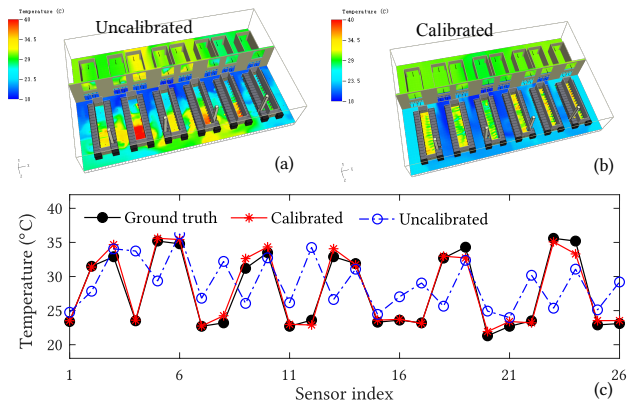 Temperature (C)
40
34.5
29
23.5
18
Uncalibrated
(a)
Temperature (C)
40
34.5
29
23.5
18
Calibrated
(b)
Temperature (°C)
40
35
30
25
20
Ground truth
Calibrated
Uncalibrated
1
6
11
16
21
26
Sensor index
(c)